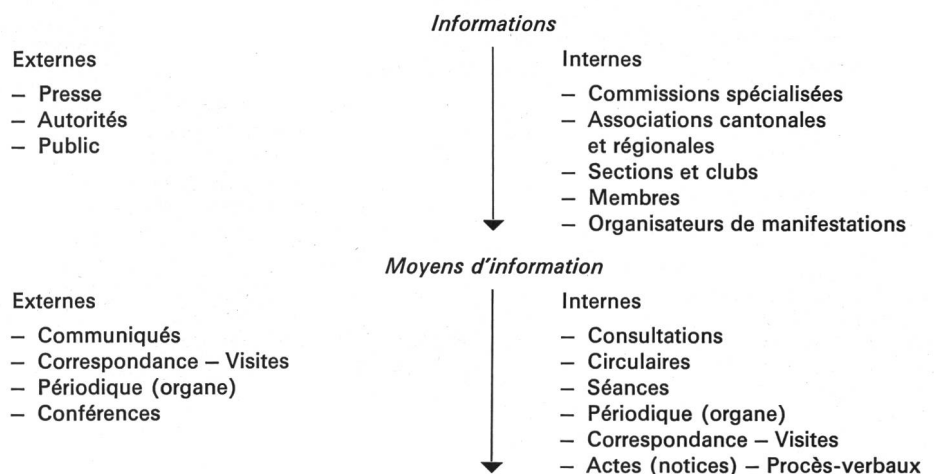 Informations
Externes
– Presse
– Autorités
– Public
Internes
– Commissions spécialisées
– Associations cantonales
et régionales
– Sections et clubs
– Membres
– Organisateurs de manifestations
Moyens d'information
Externes
– Communiqués
– Correspondance – Visites
– Périodique (organe)
– Conférences
Internes
– Consultations
– Circulaires
– Séances
– Périodique (organe)
– Correspondance – Visites
– Actes (notices) – Procès-verbaux